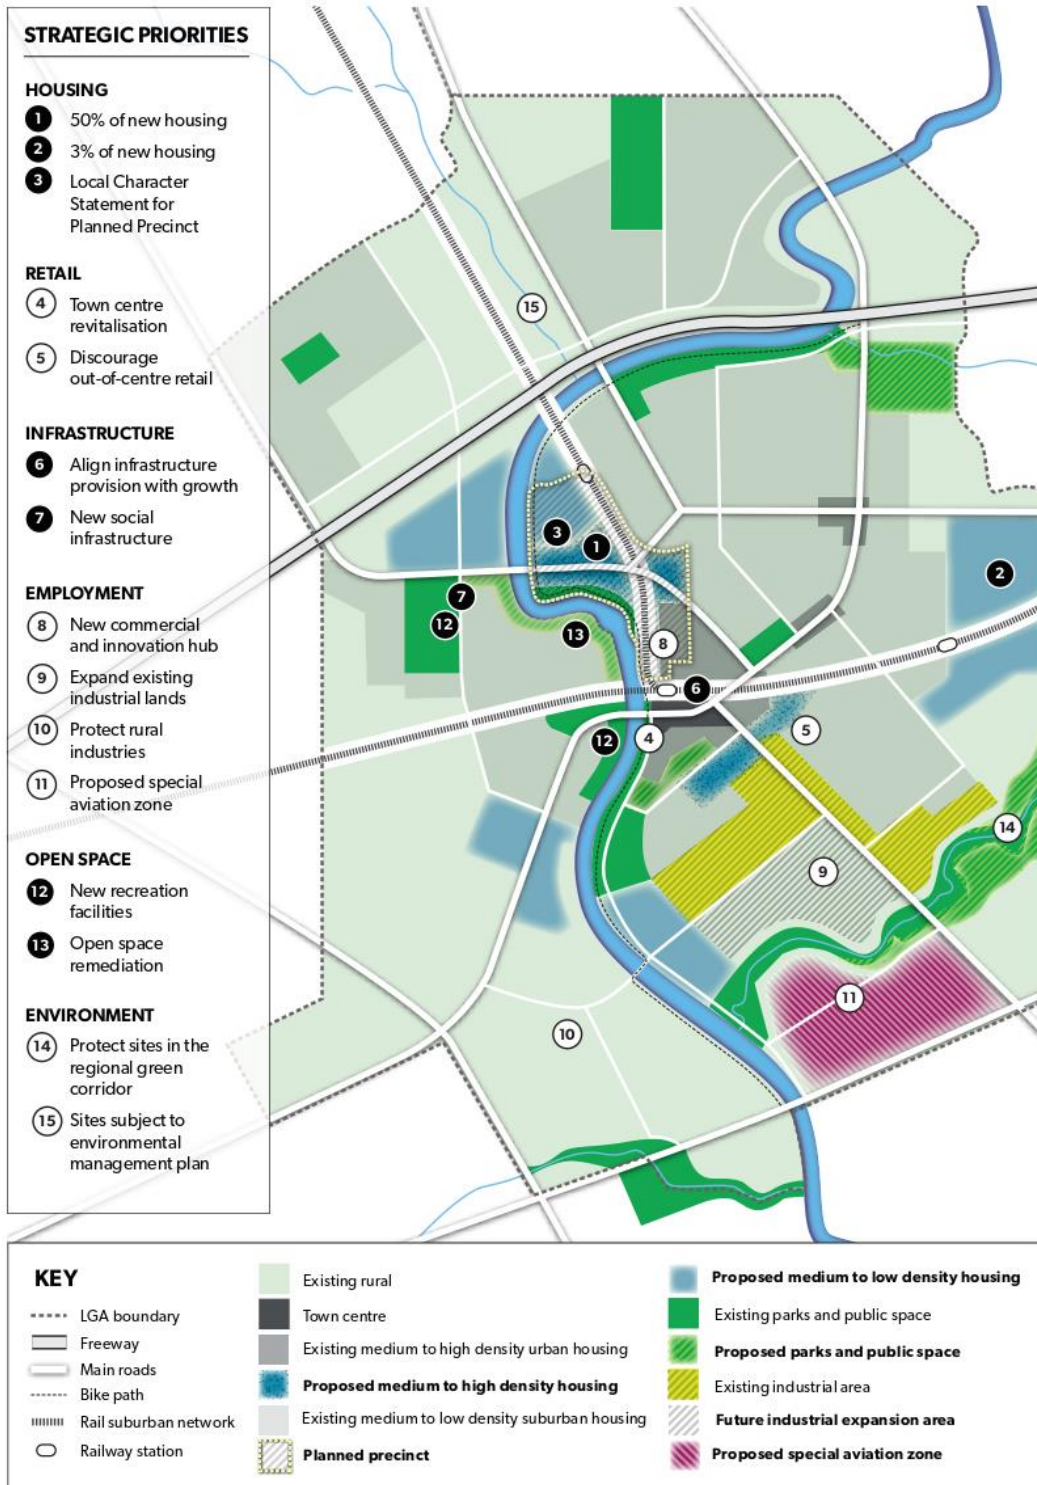 STRATEGIC PRIORITIES
HOUSING
1 50% of new housing
2 3% of new housing
3 Local Character
Statement for
Planned Precinct
RETAIL
4 Town centre
revitalisation
5 Discourage
out-of-centre retail
INFRASTRUCTURE
6 Align infrastructure
provision with growth
7 New social
infrastructure
EMPLOYMENT
8 New commercial
and innovation hub
9 Expand existing
industrial lands
10 Protect rural
industries
11 Proposed special
aviation zone
OPEN SPACE
12 New recreation
facilities
13 Open space
remediation
ENVIRONMENT
14 Protect sites in the
regional green
corridor
15 Sites subject to
environmental
management plan
15
3
1
2
7
12
13
8
6
12
4
5
14
9
11
10
KEY
LGA boundary
Freeway
Main roads
Bike path
Rail suburban network
Railway station
Existing rural
Town centre
Existing medium to high density urban housing
Proposed medium to high density housing
Existing medium to low density suburban housing
Planned precinct
Proposed medium to low density housing
Existing parks and public space
Proposed parks and public space
Existing industrial area
Future industrial expansion area
Proposed special aviation zone